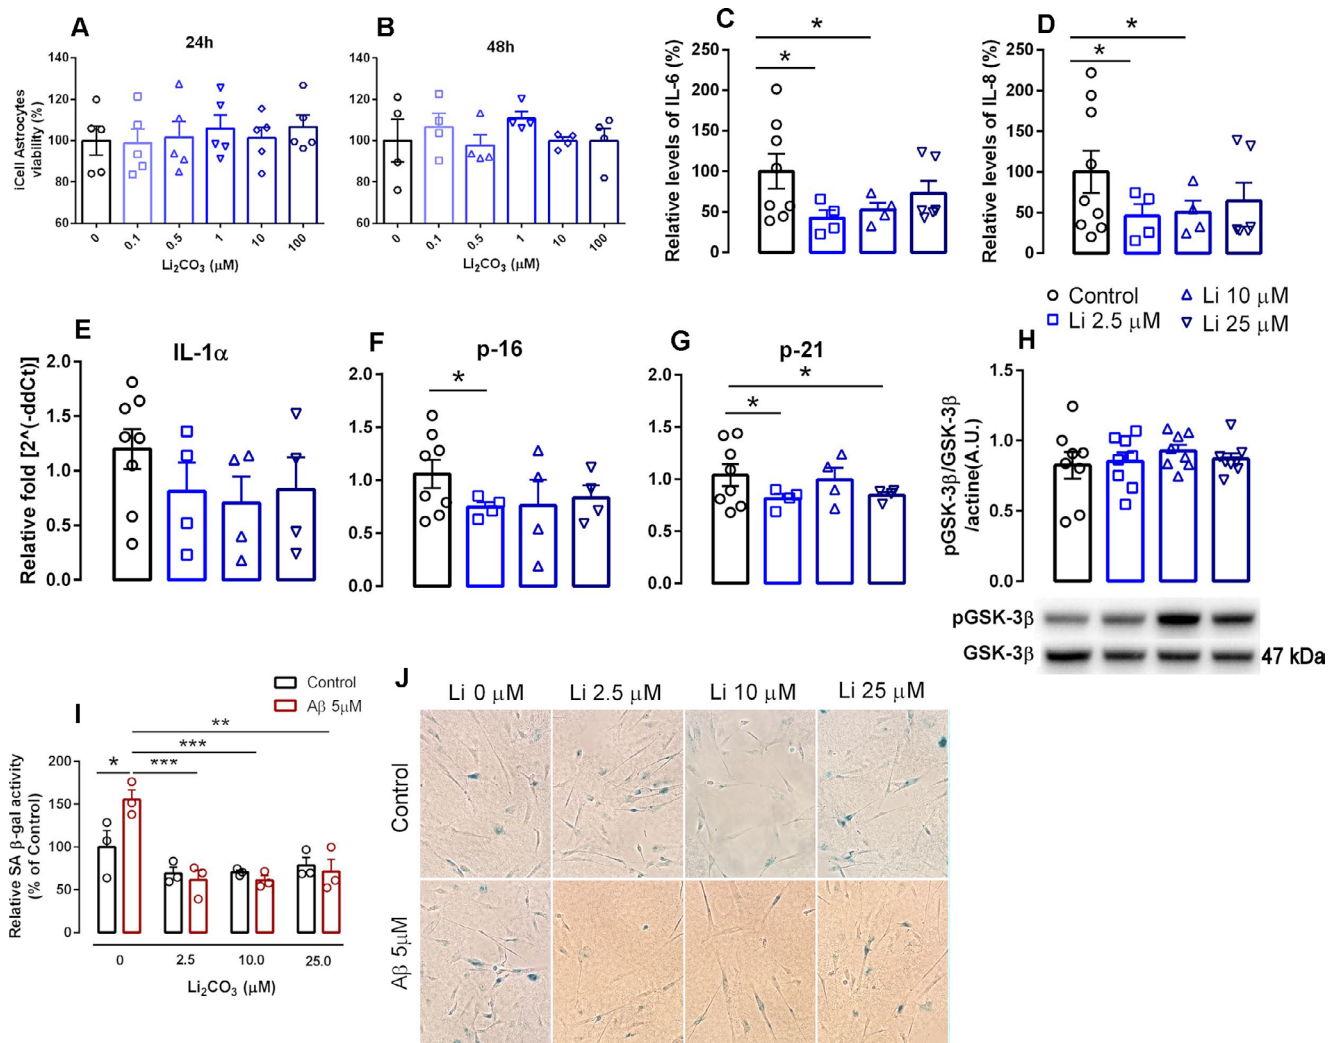 A
24h
iCell Astrocytes
viability (%)
140
120
100
80
60
0
0.1
0.5
1
10
100
Li₂CO₃ (μM)
B
48h
140
120
100
80
60
0
0.1
0.5
1
10
100
Li₂CO₃ (μM)
C
Relative levels of IL-6 (%)
250
200
150
100
50
0
*
*
D
Relative levels of IL-8 (%)
250
200
150
100
50
0
*
*
Control
Li 2.5 μM
Li 10 μM
Li 25 μM
E
IL-1α
Relative fold [2^(-ddCt)]
2.0
1.5
1.0
0.5
0.0
F
p-16
2.0
1.5
1.0
0.5
0.0
*
G
p-21
2.0
1.5
1.0
0.5
0.0
*
*
H
pGSK-3β/GSK-3β
/actine(A.U.)
1.5
1.0
0.5
0.0
pGSK-3β
GSK-3β
47 kDa
I
Control
Aβ 5μM
Relative SA β-gal activity
(% of Control)
200
150
100
50
0
*
***
***
**
0
2.5
10.0
25.0
Li₂CO₃ (μM)
J
Li 0 μM
Li 2.5 μM
Li 10 μM
Li 25 μM
Control
Aβ 5μM